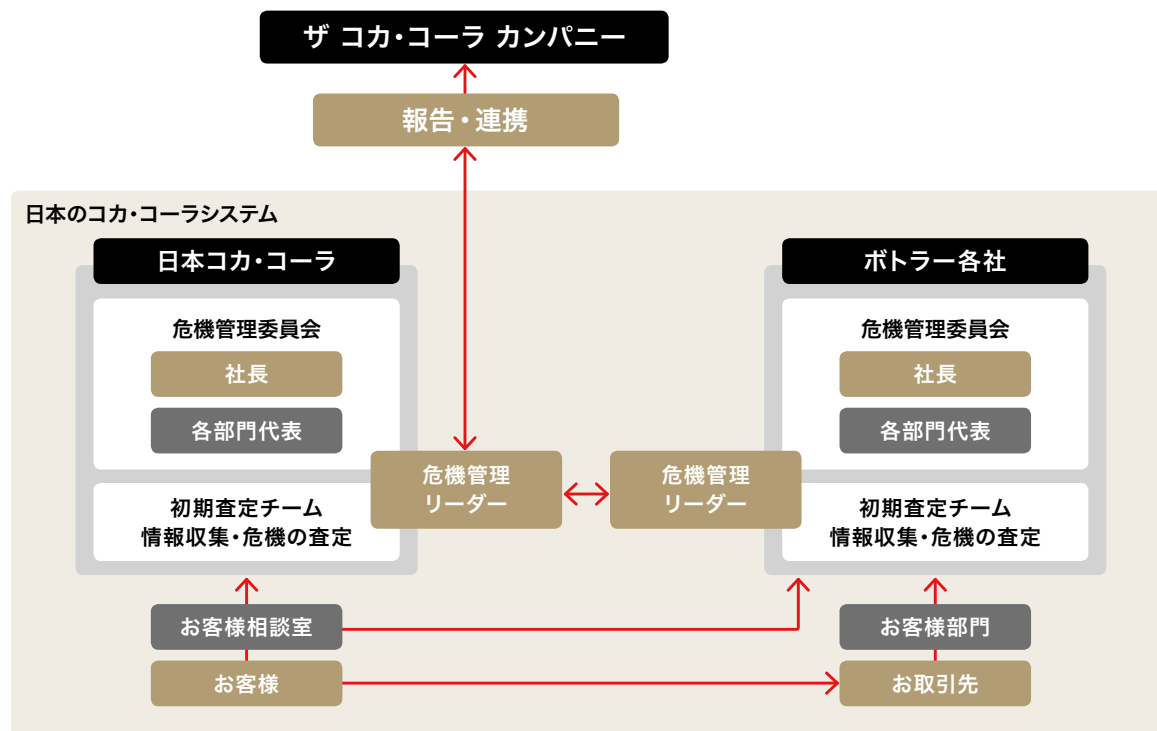 ザ コカ・コーラ カンパニー
報告・連携
日本のコカ・コーラシステム
日本コカ・コーラ
危機管理委員会
社長
各部門代表
初期査定チーム
情報収集・危機の査定
危機管理
リーダー
危機管理
リーダー
ボトラー各社
危機管理委員会
社長
各部門代表
初期査定チーム
情報収集・危機の査定
お客様相談室
お客様
お客様部門
お取引先